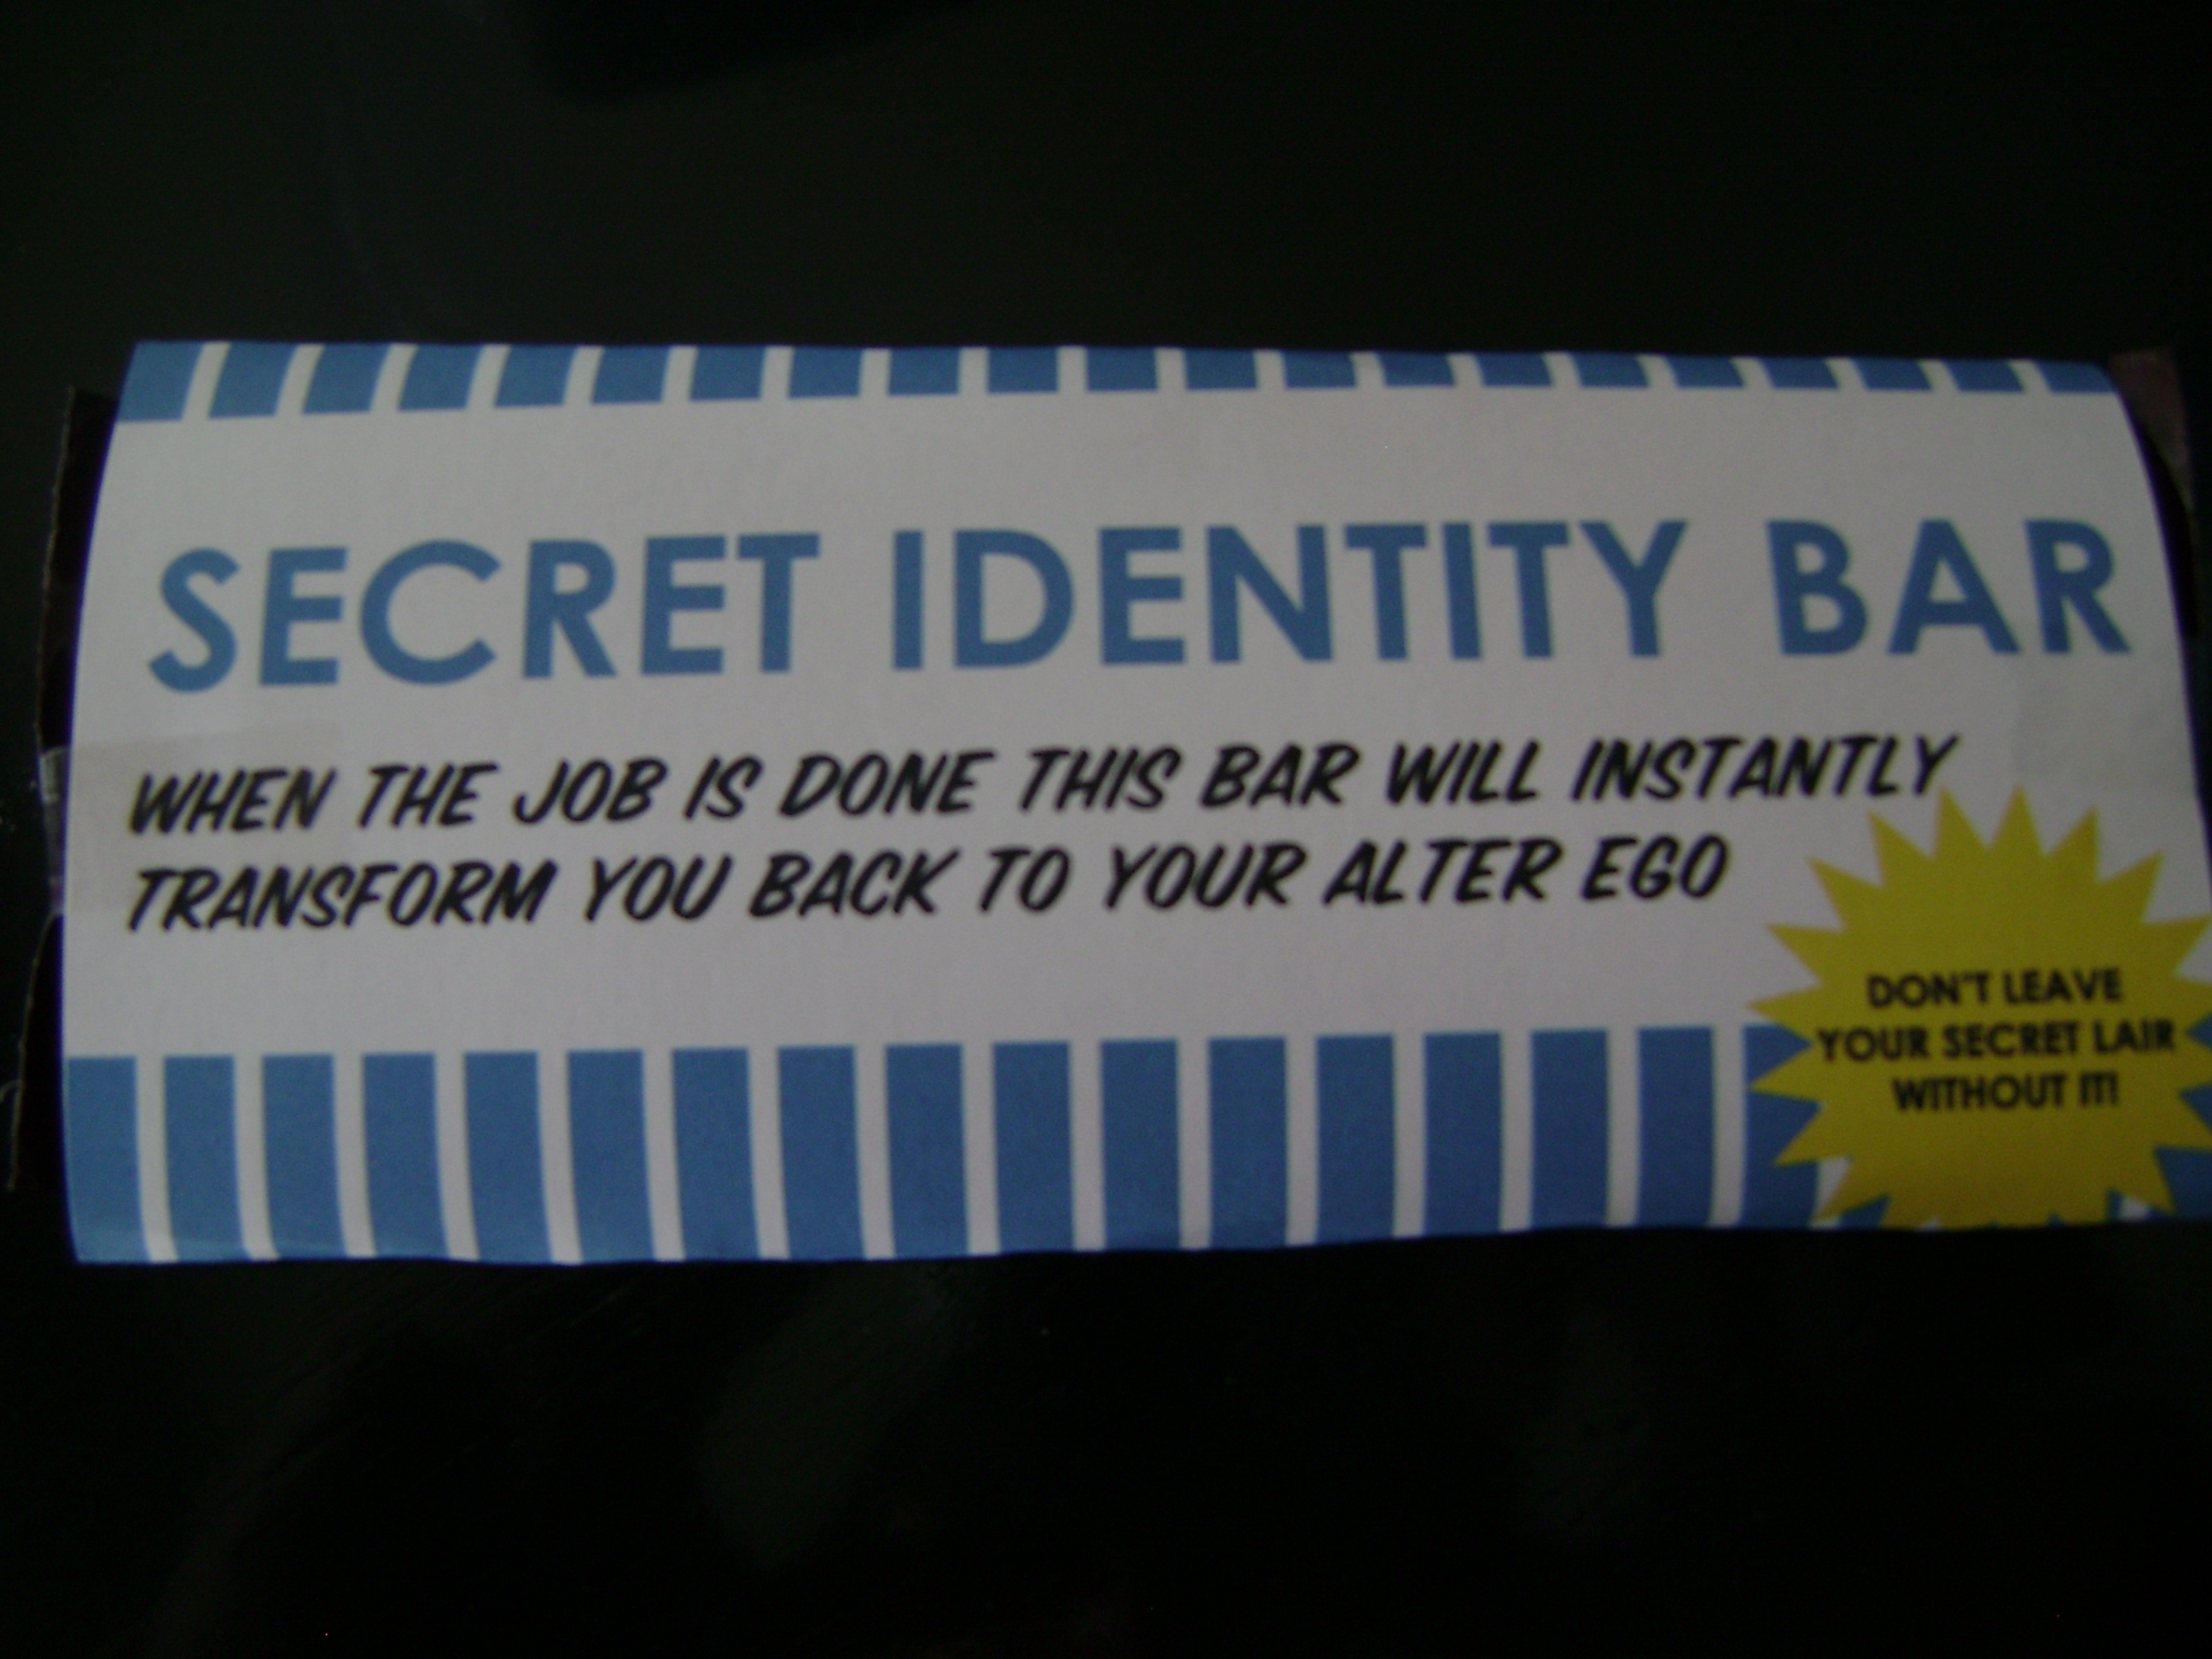 SECRET IDENTITY BAR
WHEN THE JOB IS DONE THIS BAR WILL INSTANTLY
TRANSFORM YOU BACK TO YOUR ALTER EGO
DON'T LEAVE
YOUR SECRET LAIR
WITHOUT IT!